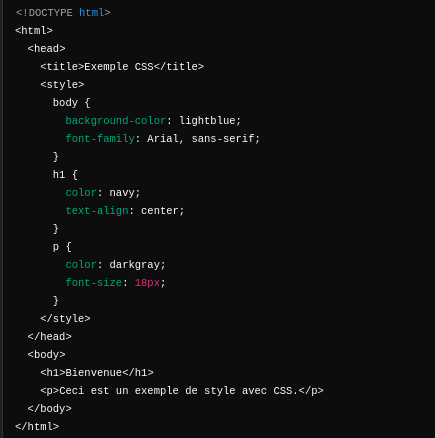 <!DOCTYPE html>
<html>
  <head>
    <title>Exemple CSS</title>
    <style>
      body {
        background-color: lightblue;
        font-family: Arial, sans-serif;
      }
      h1 {
        color: navy;
        text-align: center;
      }
      p {
        color: darkgray;
        font-size: 18px;
      }
    </style>
  </head>
  <body>
    <h1>Bienvenue</h1>
    <p>Ceci est un exemple de style avec CSS.</p>
  </body>
</html>